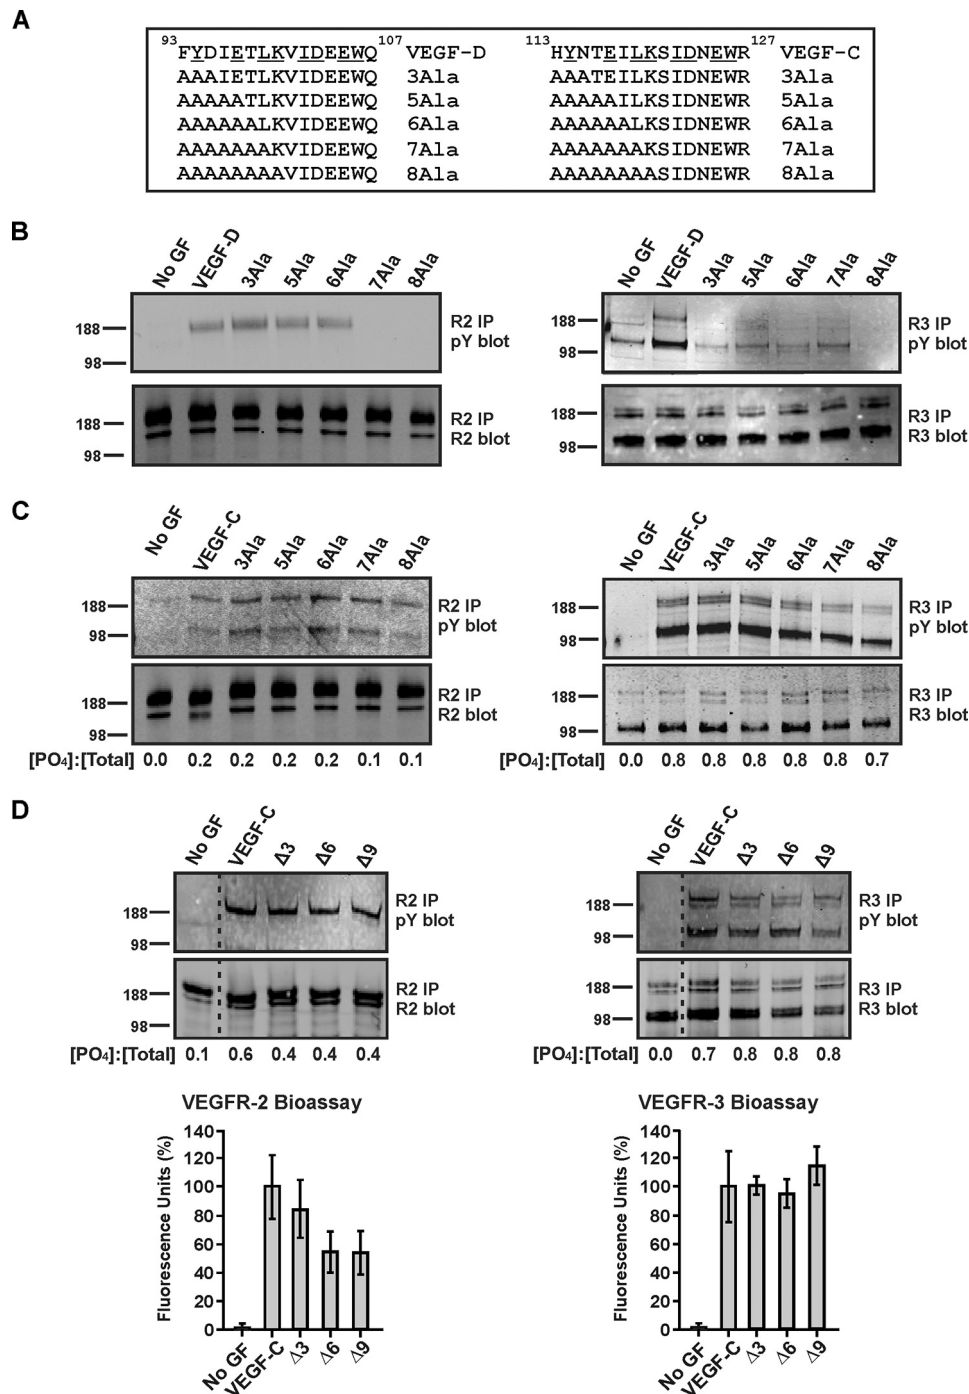 A
93 FYDIETLKVIDEEWQ 107 VEGF-D 113 HYNTEILKSIDNEWR 127 VEGF-C
AAAIETLKVIDEEWQ 3Ala AAATEILKSIDNEWR 3Ala
AAAAATLKVIDEEWQ 5Ala AAAAAILKSIDNEWR 5Ala
AAAAAALKVIDEEWQ 6Ala AAAAAALKSIDNEWR 6Ala
AAAAAAAKVIDEEWQ 7Ala AAAAAAAKSIDNEWR 7Ala
AAAAAAAAVIDEEWQ 8Ala AAAAAAAASIDNEWR 8Ala
B
No GF VEGF-D 3Ala 5Ala 6Ala 7Ala 8Ala
188
98
R2 IP
pY blot
188
98
R2 IP
R2 blot
No GF VEGF-D 3Ala 5Ala 6Ala 7Ala 8Ala
188
98
R3 IP
pY blot
188
98
R3 IP
R3 blot
C
No GF VEGF-C 3Ala 5Ala 6Ala 7Ala 8Ala
188
98
R2 IP
pY blot
188
98
R2 IP
R2 blot
[PO4]:[Total] 0.0 0.2 0.2 0.2 0.2 0.1 0.1
No GF VEGF-C 3Ala 5Ala 6Ala 7Ala 8Ala
188
98
R3 IP
pY blot
188
98
R3 IP
R3 blot
[PO4]:[Total] 0.0 0.8 0.8 0.8 0.8 0.8 0.7
D
No GF VEGF-C Δ3 Δ6 Δ9
188
98
R2 IP
pY blot
188
98
R2 IP
R2 blot
[PO4]:[Total] 0.1 0.6 0.4 0.4 0.4
No GF VEGF-C Δ3 Δ6 Δ9
188
98
R3 IP
pY blot
188
98
R3 IP
R3 blot
[PO4]:[Total] 0.0 0.7 0.8 0.8 0.8
VEGFR-2 Bioassay
Fluorescence Units (%)
140
120
100
80
60
40
20
0
No GF VEGF-C Δ3 Δ6 Δ9
VEGFR-3 Bioassay
Fluorescence Units (%)
140
120
100
80
60
40
20
0
No GF VEGF-C Δ3 Δ6 Δ9